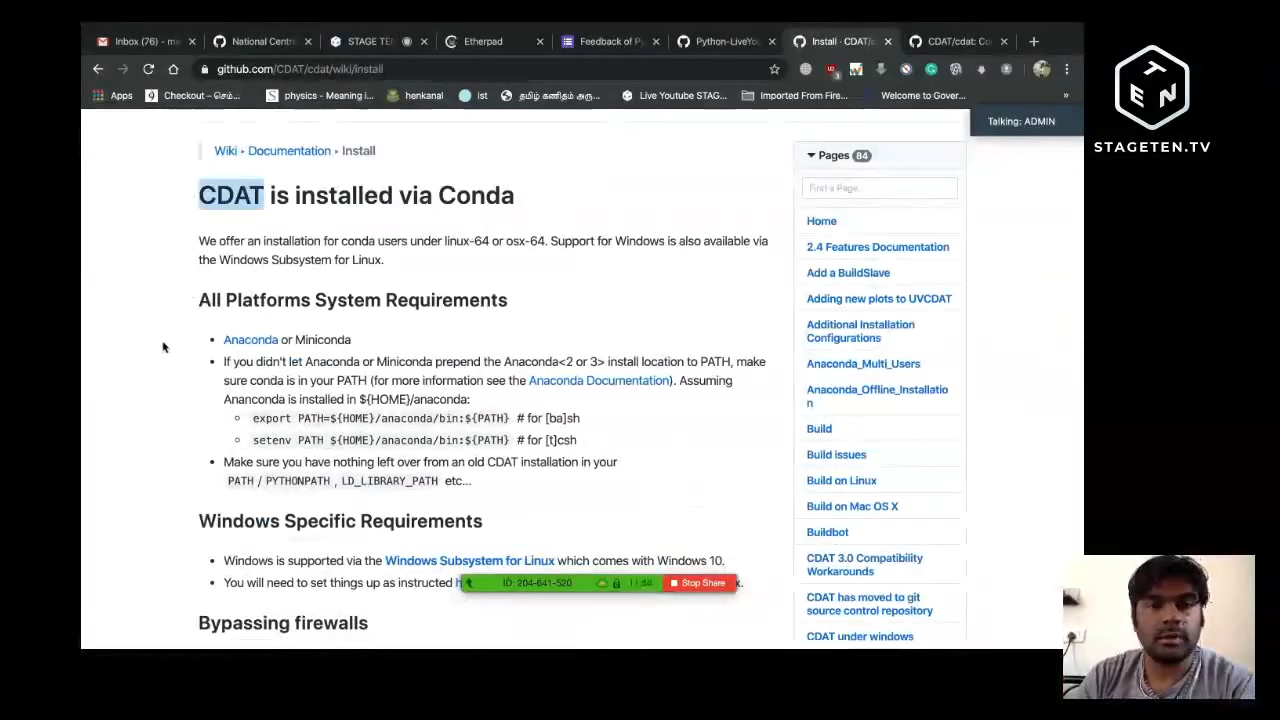 Inbox (76) - m
National Centr
STAGE TE
Etherpad
Feedback of P
Python-LiveYou
Install · CDAT/c
CDAT/cdat: Co
github.com/CDAT/cdat/wiki/install
Apps
Checkout –
physics - Meaning i...
henkanal
ist
தமிழ் கணிதம் அரு...
Live Youtube STAG...
Imported From Fire...
Welcome to Gover...
»
Talking: ADMIN
TEN
STAGETEN.TV
Wiki ▸ Documentation ▸ Install
CDAT is installed via Conda
We offer an installation for conda users under linux-64 or osx-64. Support for Windows is also available via
the Windows Subsystem for Linux.
All Platforms System Requirements
• Anaconda or Miniconda
• If you didn't let Anaconda or Miniconda prepend the Anaconda<2 or 3> install location to PATH, make
sure conda is in your PATH (for more information see the Anaconda Documentation). Assuming
Ananconda is installed in ${HOME}/anaconda:
◦ export PATH=${HOME}/anaconda/bin:${PATH} # for [ba]sh
◦ setenv PATH ${HOME}/anaconda/bin:${PATH} # for [t]csh
• Make sure you have nothing left over from an old CDAT installation in your
PATH / PYTHONPATH , LD_LIBRARY_PATH etc...
Windows Specific Requirements
• Windows is supported via the Windows Subsystem for Linux which comes with Windows 10.
• You will need to set things up as instructed
ID: 204-641-520
Stop Share
Bypassing firewalls
Pages 84
Find a Page...
Home
2.4 Features Documentation
Add a BuildSlave
Adding new plots to UVCDAT
Additional Installation
Configurations
Anaconda_Multi_Users
Anaconda_Offline_Installatio
n
Build
Build issues
Build on Linux
Build on Mac OS X
Buildbot
CDAT 3.0 Compatibility
Workarounds
CDAT has moved to git
source control repository
CDAT under windows